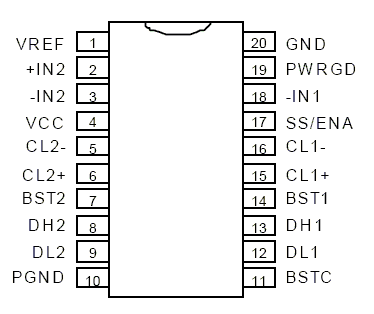 VREF 1 20 GND
+IN2 2 19 PWRGD
-IN2 3 18 -IN1
VCC 4 17 SS/ENA
CL2- 5 16 CL1-
CL2+ 6 15 CL1+
BST2 7 14 BST1
DH2 8 13 DH1
DL2 9 12 DL1
PGND 10 11 BSTC